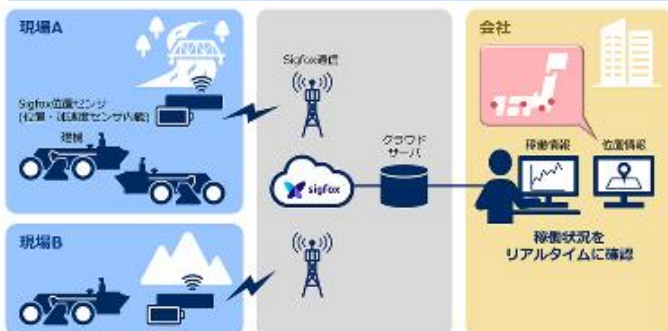 現場A
Sigfox位置センサ
(位置・加速度センサ内蔵)
建機
現場B
Sigfox通信
sigfox
クラウド
サーバ
会社
稼働情報
位置情報
稼働状況を
リアルタイムに確認